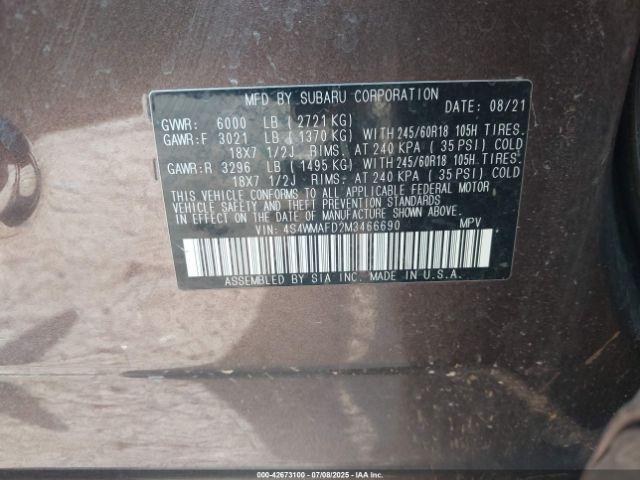 MFD BY SUBARU CORPORATION
DATE: 08/21
GVWR: 6000 LB (2721 KG)
GAWR:F 3021 LB (1370 KG) WITH 245/60R18 105H TIRES.
18X7 1/2J RIMS. AT 240 KPA (35 PSI) COLD
GAWR:R 3296 LB (1495 KG) WITH 245/60R18 105H TIRES.
18X7 1/2J RIMS. AT 240 KPA (35 PSI) COLD
THIS VEHICLE CONFORMS TO ALL APPLICABLE FEDERAL MOTOR
VEHICLE SAFETY AND THEFT PREVENTION STANDARDS
IN EFFECT ON THE DATE OF MANUFACTURE SHOWN ABOVE.
VIN: 4S4WMAFD2M3466690 MPV
ASSEMBLED BY SIA INC. MADE IN U.S.A.
000-42673100 07/08/2025 IAAI.COM